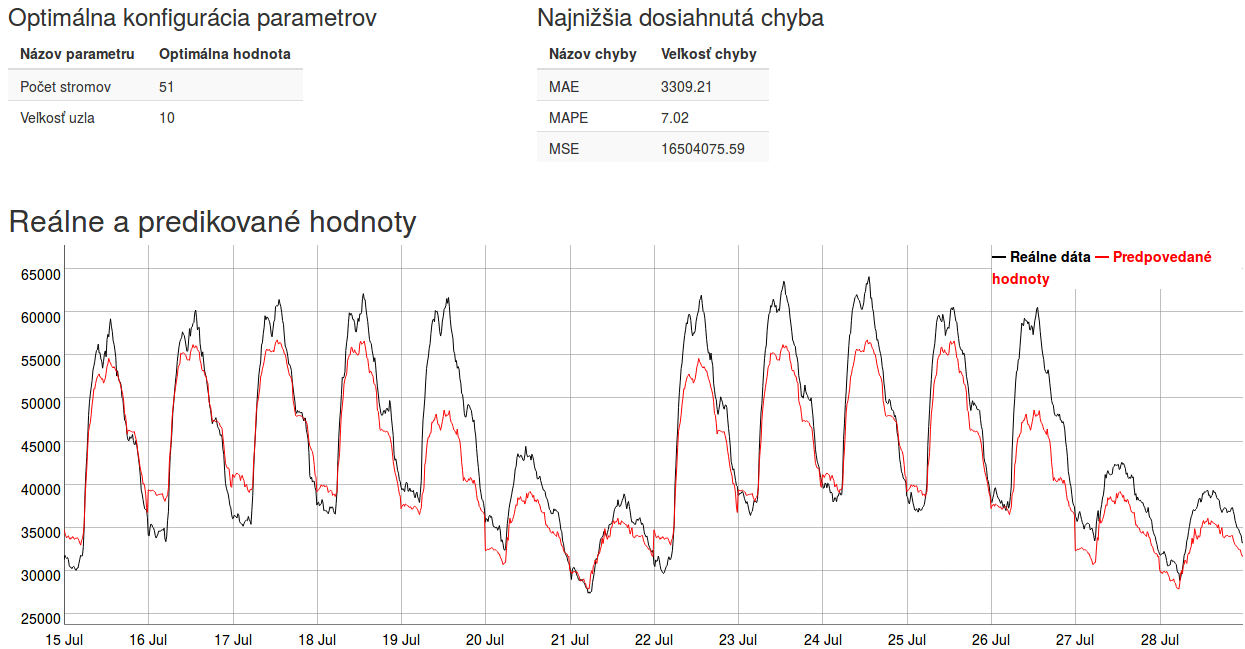 Optimálna konfigurácia parametrov
Názov parametru Optimálna hodnota
Počet stromov 51
Velkosť uzla 10
Najnižšia dosiahnutá chyba
Názov chyby Velkosť chyby
MAE 3309.21
MAPE 7.02
MSE 16504075.59
Reálne a predikované hodnoty
Reálne dáta Predpovedané
hodnoty
65000
60000
55000
50000
45000
40000
35000
30000
25000
15 Jul 16 Jul 17 Jul 18 Jul 19 Jul 20 Jul 21 Jul 22 Jul 23 Jul 24 Jul 25 Jul 26 Jul 27 Jul 28 Jul